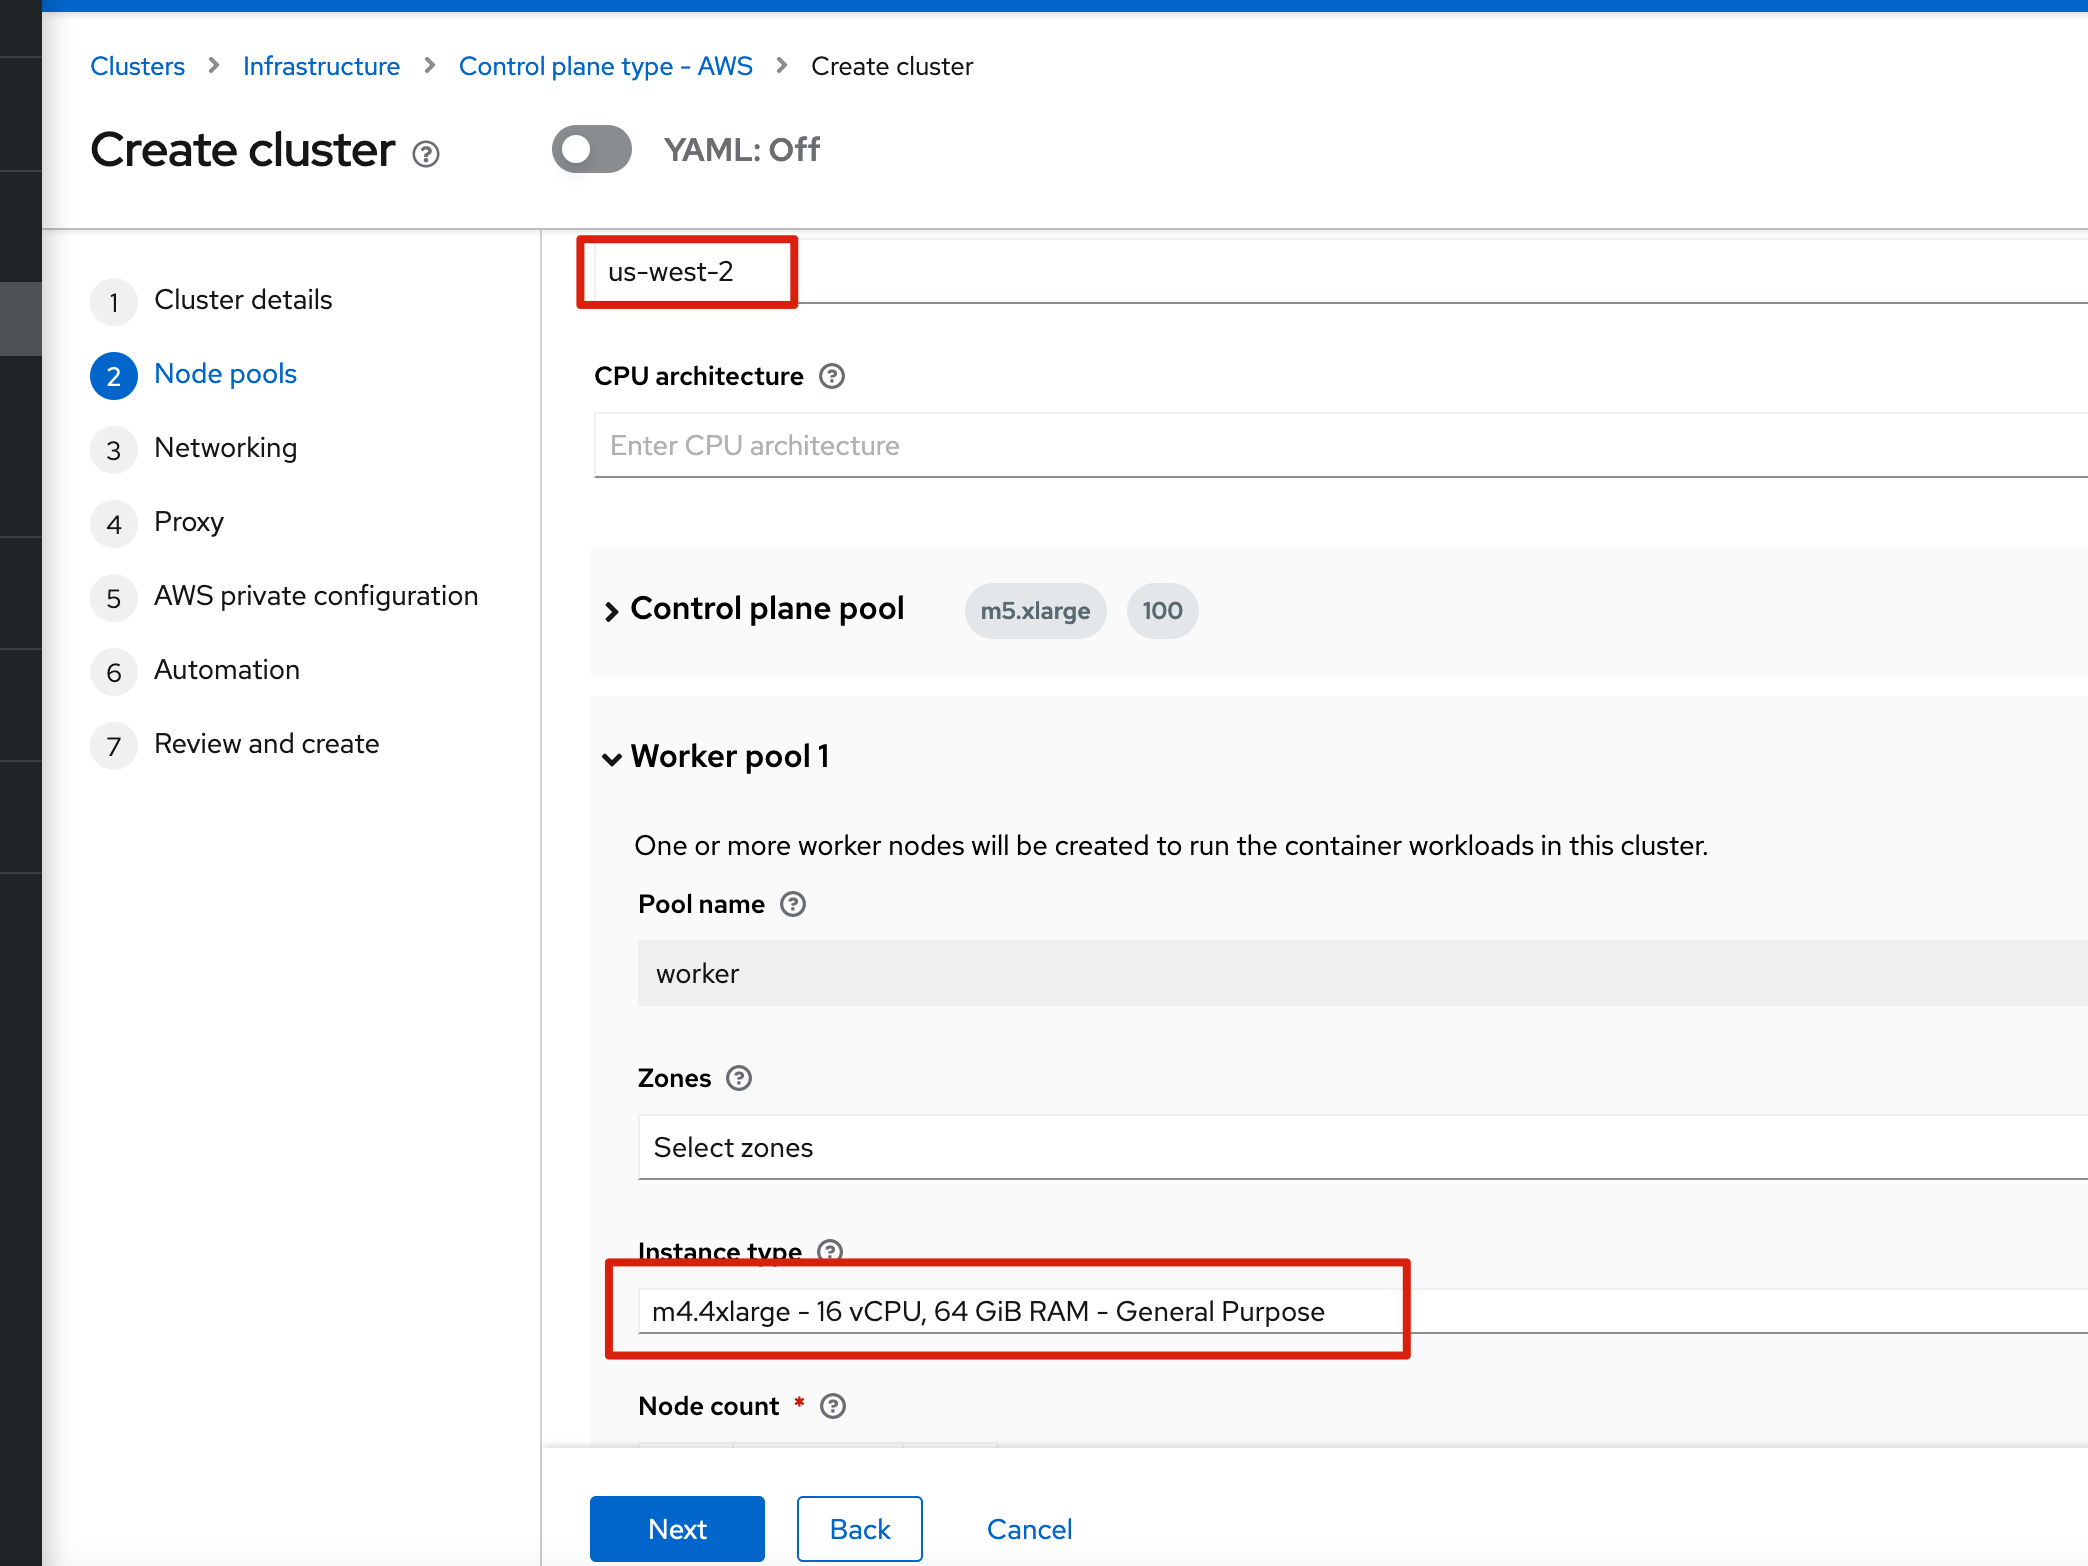 Clusters > Infrastructure > Control plane type - AWS > Create cluster
Create cluster
YAML: Off
1 Cluster details
2 Node pools
3 Networking
4 Proxy
5 AWS private configuration
6 Automation
7 Review and create
us-west-2
CPU architecture
Enter CPU architecture
Control plane pool m5.xlarge 100
Worker pool 1
One or more worker nodes will be created to run the container workloads in this cluster.
Pool name
worker
Zones
Select zones
Instance type
m4.4xlarge - 16 vCPU, 64 GiB RAM - General Purpose
Node count *
Next Back Cancel